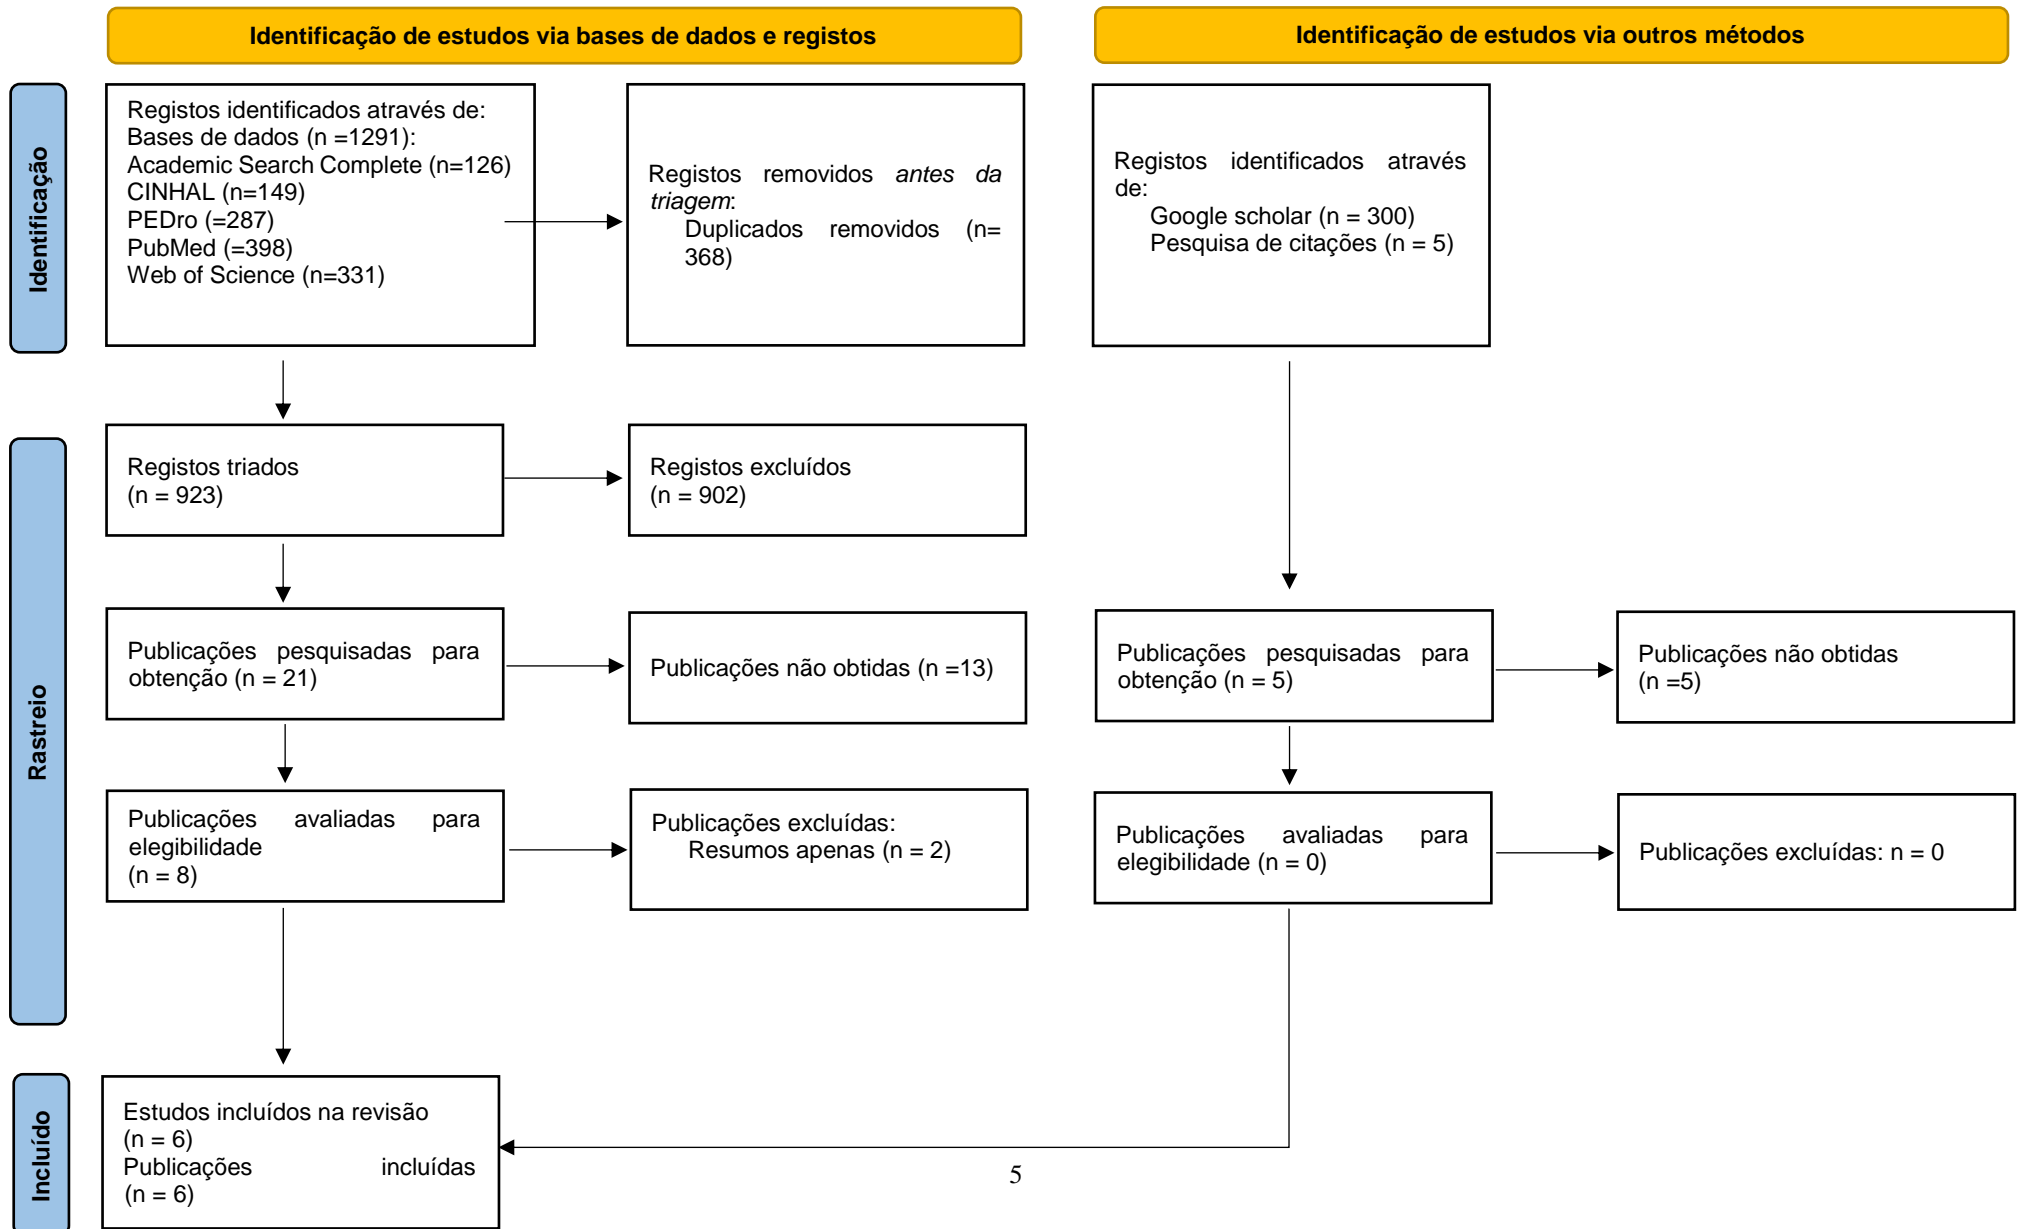 Identificação de estudos via bases de dados e registos
Identificação de estudos via outros métodos
Identificação
Registos identificados através de:
Bases de dados (n =1291):
Academic Search Complete (n=126)
CINHAL (n=149)
PEDro (=287)
PubMed (=398)
Web of Science (n=331)
Registos removidos antes da
triagem:
Duplicados removidos (n=
368)
Registos identificados através
de:
Google scholar (n = 300)
Pesquisa de citações (n = 5)
Rastreio
Registos triados
(n = 923)
Registos excluídos
(n = 902)
Publicações pesquisadas para
obtenção (n = 21)
Publicações não obtidas (n =13)
Publicações pesquisadas para
obtenção (n = 5)
Publicações não obtidas
(n =5)
Publicações avaliadas para
elegibilidade
(n = 8)
Publicações excluídas:
Resumos apenas (n = 2)
Publicações avaliadas para
elegibilidade (n = 0)
Publicações excluídas: n = 0
Incluído
Estudos incluídos na revisão
(n = 6)
Publicações incluídas
(n = 6)
5